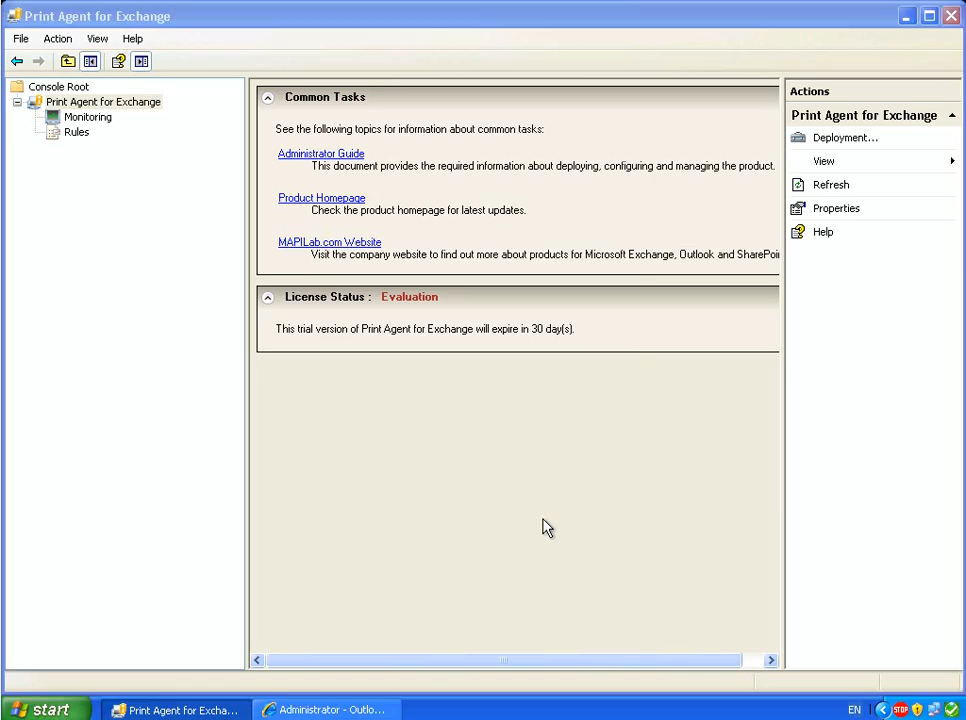 Print Agent for Exchange
File Action View Help
Console Root
Print Agent for Exchange
Monitoring
Rules
Common Tasks
See the following topics for information about common tasks:
Administrator Guide
This document provides the required information about deploying, configuring and managing the product.
Product Homepage
Check the product homepage for latest updates.
MAPILab.com Website
Visit the company website to find out more about products for Microsoft Exchange, Outlook and SharePoi
License Status : Evaluation
This trial version of Print Agent for Exchange will expire in 30 day(s).
Actions
Print Agent for Exchange
Deployment...
View
Refresh
Properties
Help
start
Print Agent for Excha...
Administrator - Outlo...
EN
STOP